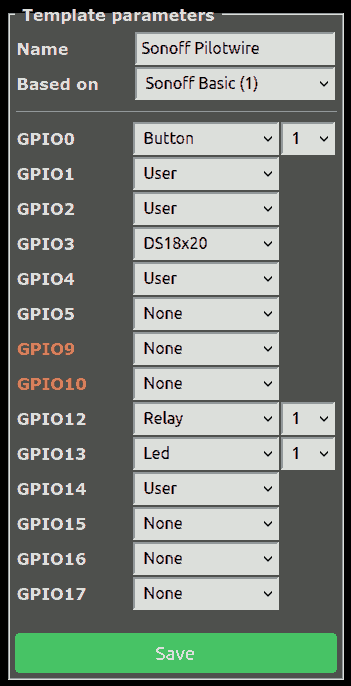 Template parameters
Name Sonoff Pilotwire
Based on Sonoff Basic (1)
GPIO0 Button 1
GPIO1 User
GPIO2 User
GPIO3 DS18x20
GPIO4 User
GPIO5 None
GPIO9 None
GPIO10 None
GPIO12 Relay 1
GPIO13 Led 1
GPIO14 User
GPIO15 None
GPIO16 None
GPIO17 None
Save